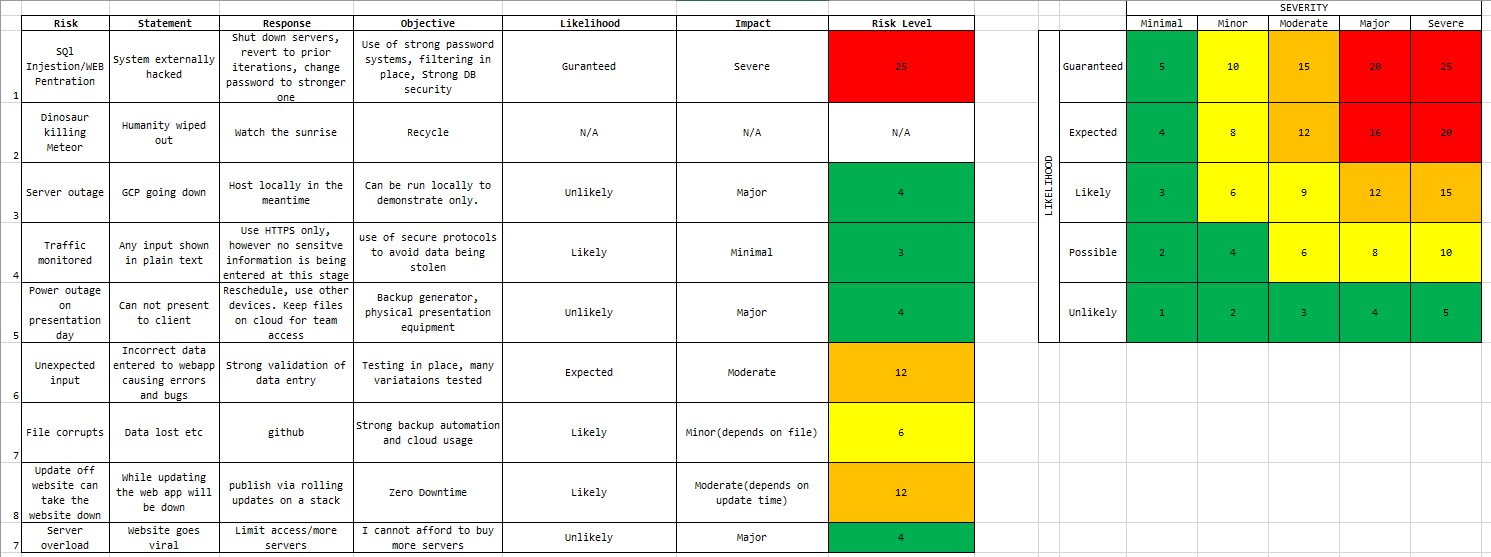 SEVERITY
Risk Statement Response Objective Likelihood Impact Risk Level
Minimal Minor Moderate Major Severe
1
SQl
Injestion/WEB
Pentration
System externally
hacked
Shut down servers,
revert to prior
iterations, change
password to stronger
one
Use of strong password
systems, filtering in
place, Strong DB
security
Guranteed
Severe
25
2
Dinosaur
killing
Meteor
Humanity wiped
out
Watch the sunrise
Recycle
N/A
N/A
N/A
3
Server outage
GCP going down
Host locally in the
meantime
Can be run locally to
demonstrate only.
Unlikely
Major
4
4
Traffic
monitored
Any input shown
in plain text
Use HTTPS only,
however no sensitve
information is being
entered at this stage
use of secure protocols
to avoid data being
stolen
Likely
Minimal
3
5
Power outage
on
presentation
day
Can not present
to client
Reschedule, use other
devices. Keep files
on cloud for team
access
Backup generator,
physical presentation
equipment
Unlikely
Major
4
6
Unexpected
input
Incorrect data
entered to webapp
causing errors
and bugs
Strong validation of
data entry
Testing in place, many
variataions tested
Expected
Moderate
12
7
File corrupts
Data lost etc
github
Strong backup automation
and cloud usage
Likely
Minor(depends on file)
6
8
Update off
website can
take the
website down
While updating
the web app will
be down
publish via rolling
updates on a stack
Zero Downtime
Likely
Moderate(depends on
update time)
12
7
Server
overload
Website goes
viral
Limit access/more
servers
I cannot afford to buy
more servers
Unlikely
Major
4
LIKELIHOOD
Guaranteed 5 10 15 20 25
Expected 4 8 12 16 20
Likely 3 6 9 12 15
Possible 2 4 6 8 10
Unlikely 1 2 3 4 5